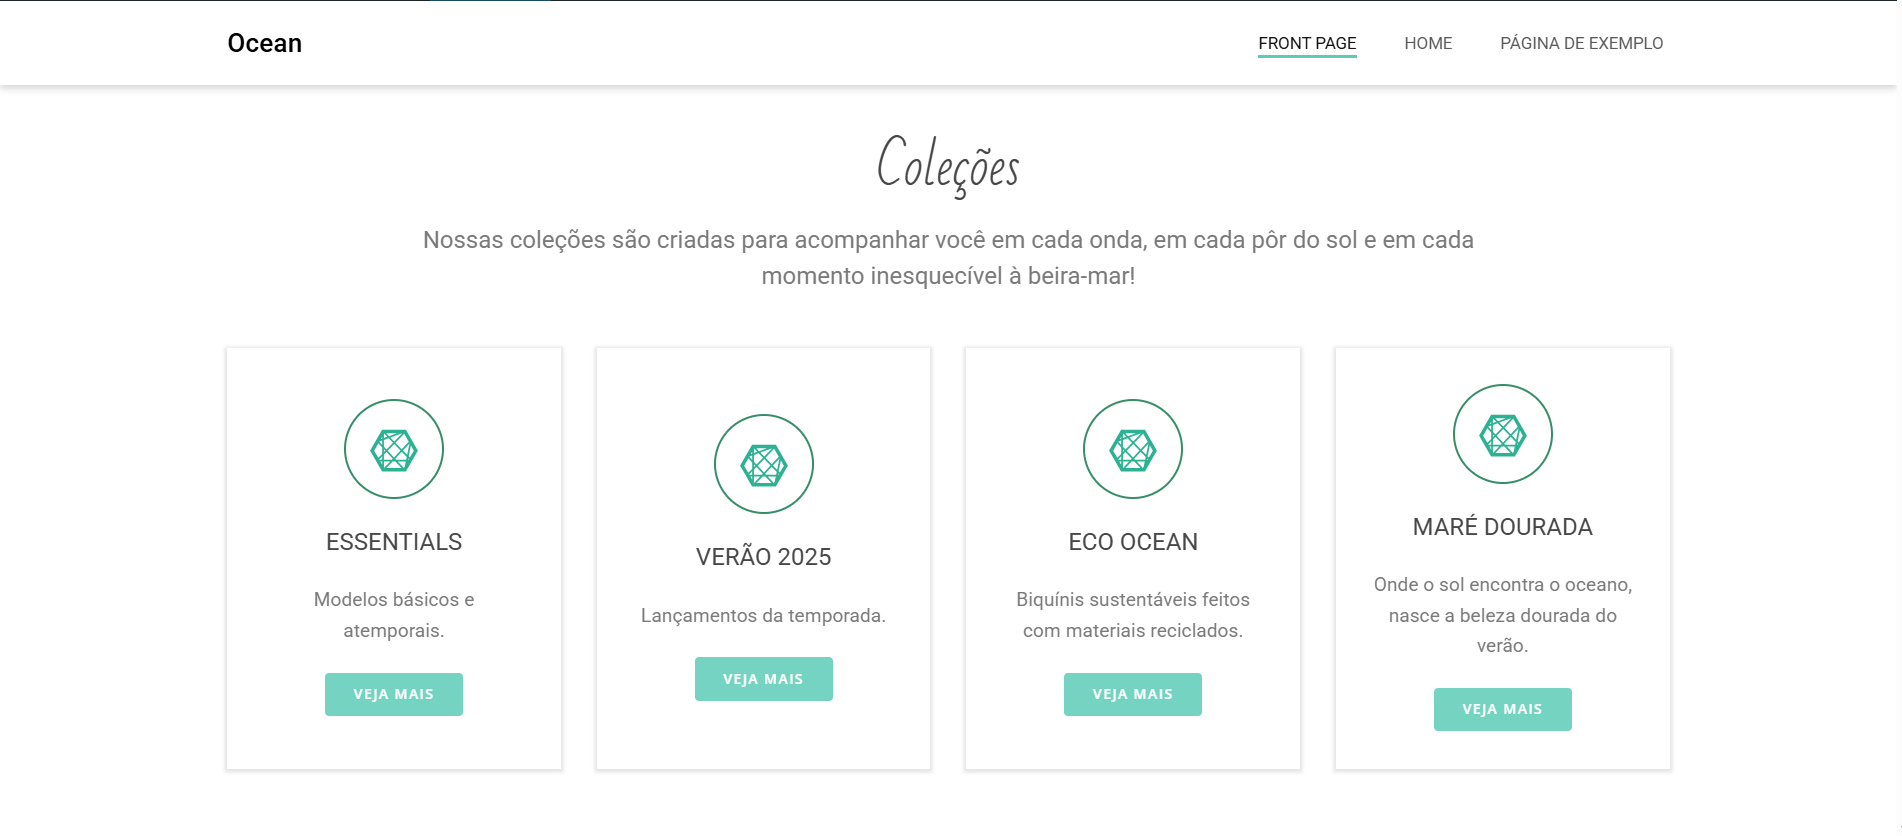 Ocean
FRONT PAGE
HOME
PÁGINA DE EXEMPLO
Coleções
Nossas coleções são criadas para acompanhar você em cada onda, em cada pôr do sol e em cada
momento inesquecível à beira-mar!
ESSENTIALS
Modelos básicos e
atemporais.
VEJA MAIS
VERÃO 2025
Lançamentos da temporada.
VEJA MAIS
ECO OCEAN
Biquínis sustentáveis feitos
com materiais reciclados.
VEJA MAIS
MARÉ DOURADA
Onde o sol encontra o oceano,
nasce a beleza dourada do
verão.
VEJA MAIS